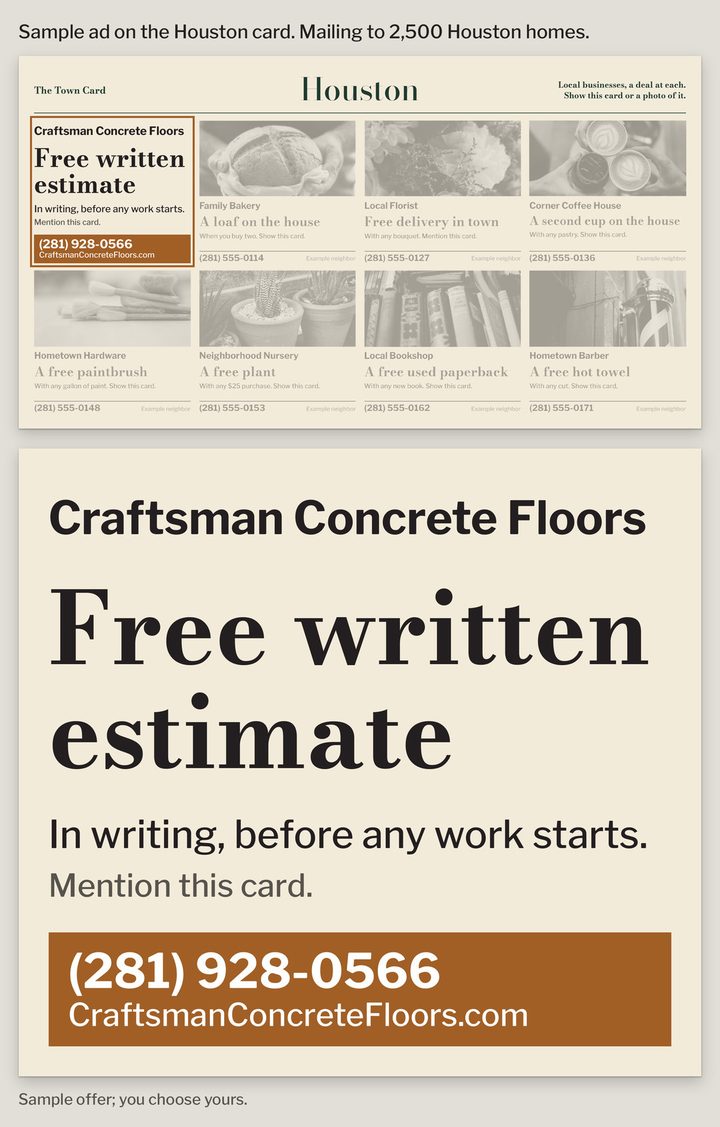 Sample ad on the Houston card. Mailing to 2,500 Houston homes.
The Town Card
Houston
Local businesses, a deal at each.
Show this card or a photo of it.
Craftsman Concrete Floors
Free written
estimate
In writing, before any work starts.
Mention this card.
(281) 928-0566
CraftsmanConcreteFloors.com
Family Bakery
A loaf on the house
When you buy two. Show this card.
(281) 555-0114
Example neighbor
Local Florist
Free delivery in town
With any bouquet. Mention this card.
(281) 555-0127
Example neighbor
Corner Coffee House
A second cup on the house
With any pastry. Show this card.
(281) 555-0136
Example neighbor
Hometown Hardware
A free paintbrush
With any gallon of paint. Show this card.
(281) 555-0148
Example neighbor
Neighborhood Nursery
A free plant
With any $25 purchase. Show this card.
(281) 555-0153
Example neighbor
Local Bookshop
A free used paperback
With any new book. Show this card.
(281) 555-0162
Example neighbor
Hometown Barber
A free hot towel
With any cut. Show this card.
(281) 555-0171
Example neighbor
Craftsman Concrete Floors
Free written
estimate
In writing, before any work starts.
Mention this card.
(281) 928-0566
CraftsmanConcreteFloors.com
Sample offer; you choose yours.